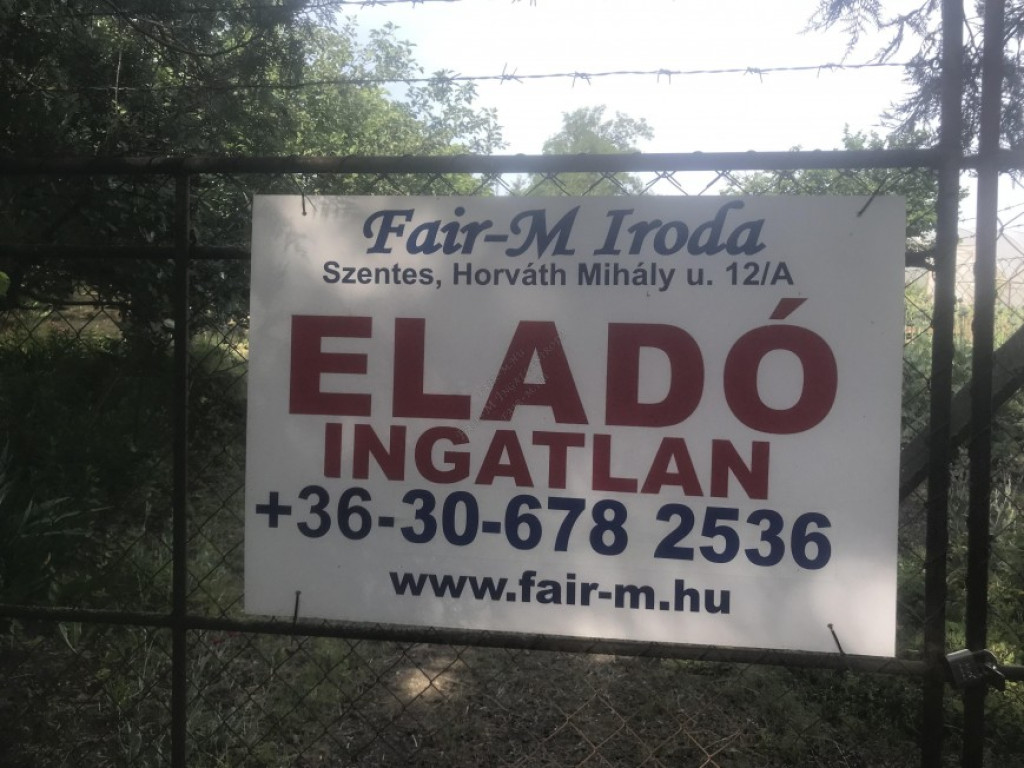 Fair-M Iroda
Szentes, Horváth Mihály u. 12/A
ELADÓ
INGATLAN
+36-30-678 2536
www.fair-m.hu